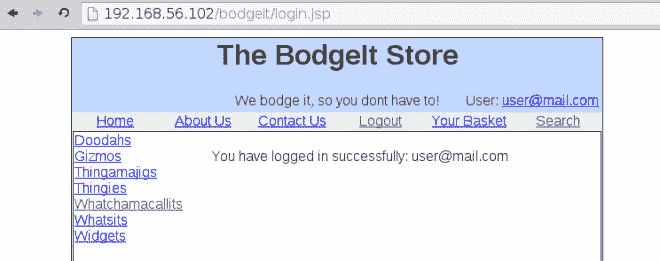 192.168.56.102/bodgeit/login.jsp
The BodgeIt Store
We bodge it, so you dont have to! User: user@mail.com
Home About Us Contact Us Logout Your Basket Search
Doodahs
Gizmos You have logged in successfully: user@mail.com
Thingamajigs
Thingies
Whatchamacallits
Whatsits
Widgets